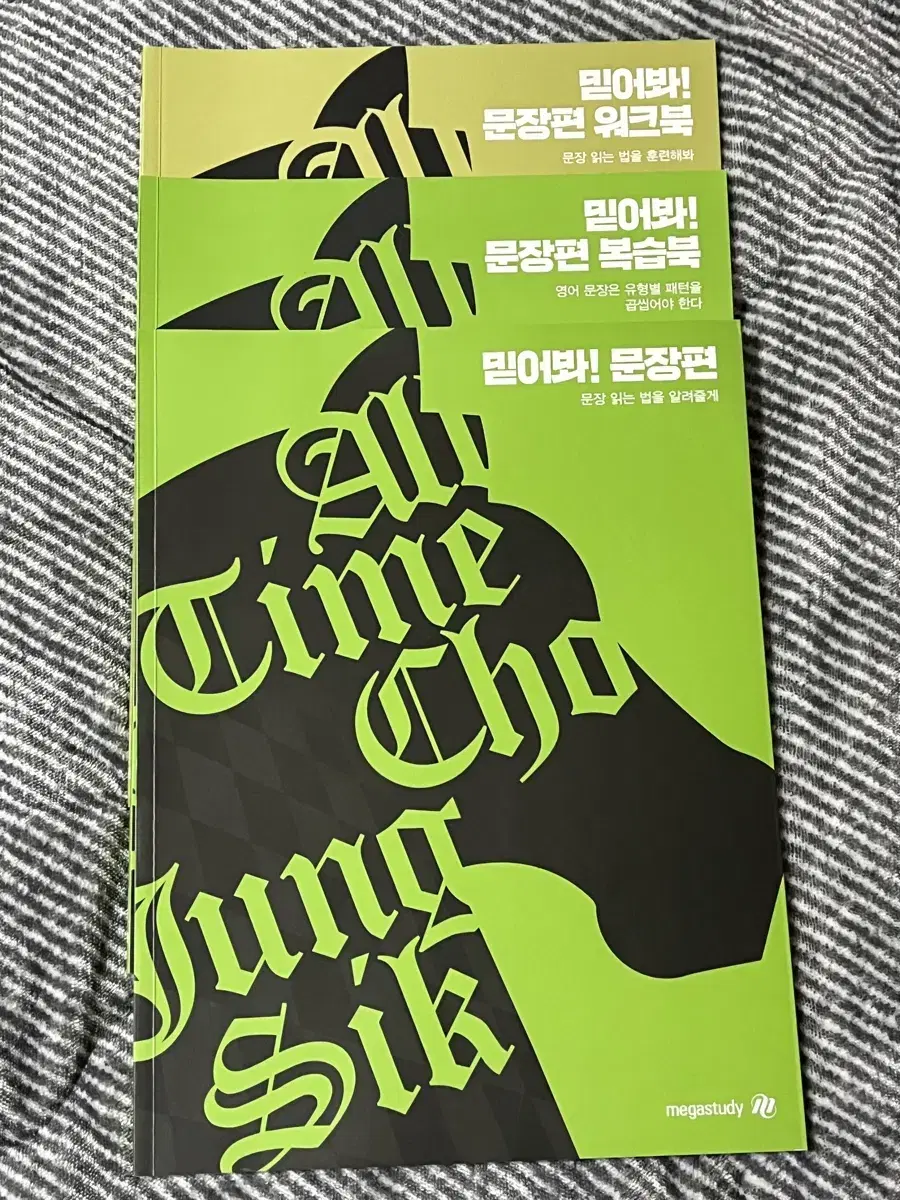 믿어봐!
문장편 워크북
문장 읽는 법을 훈련해봐
All
믿어봐!
문장편 복습북
영어 문장은 유형별 패턴을
곱씹어야 한다
All
믿어봐! 문장편
문장 읽는 법을 알려줄게
All
Time
Cho
Jung
Sik
megastudy